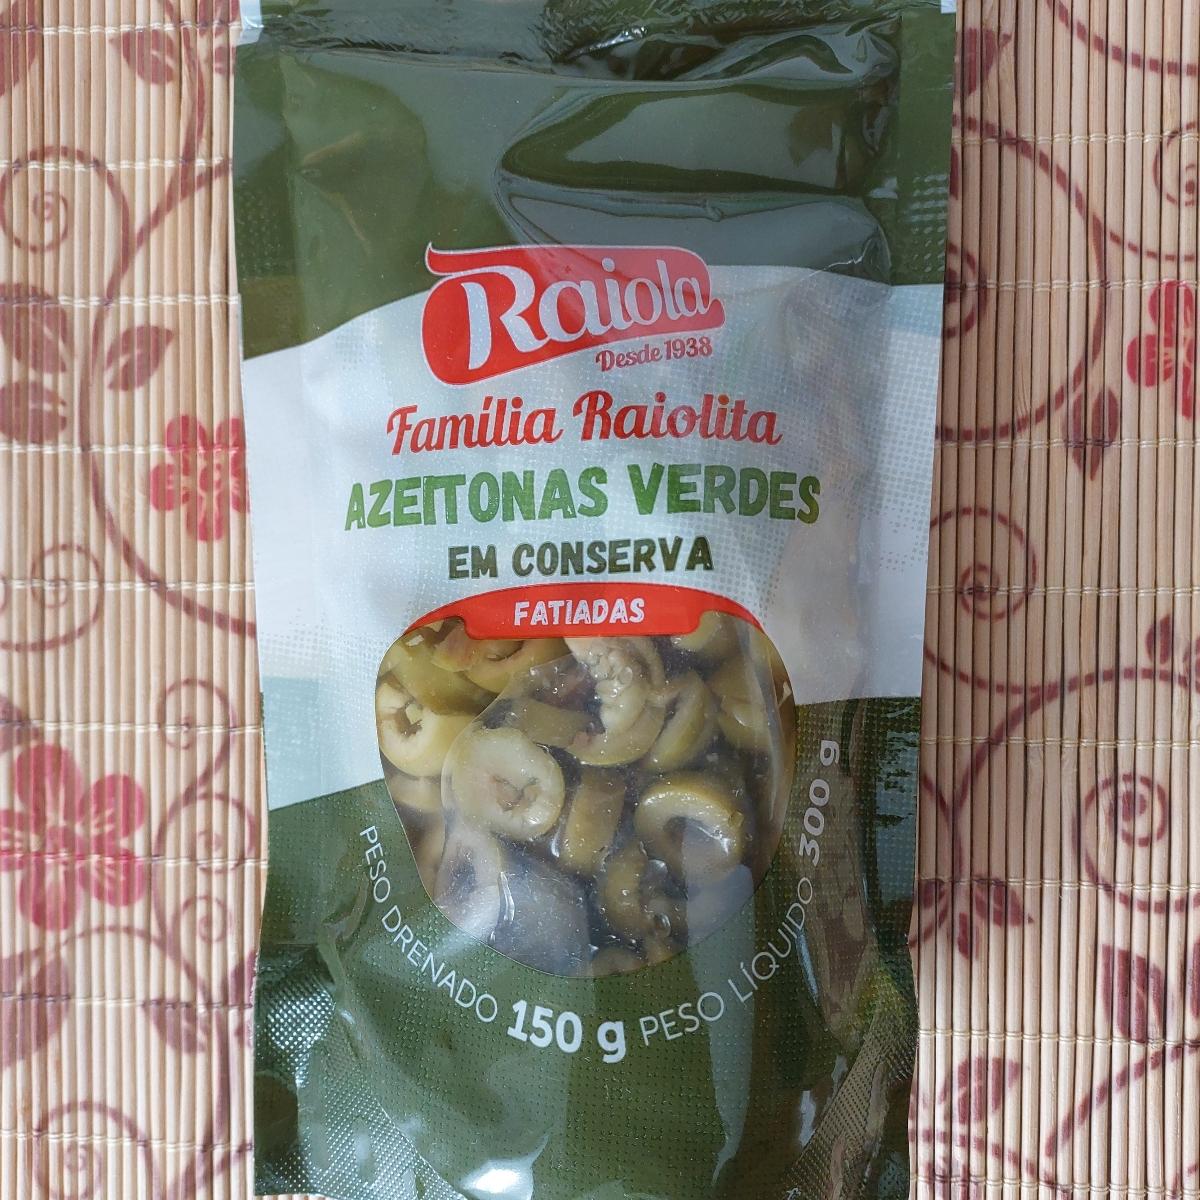 Raiola
Desde 1938
Família Raiolita
AZEITONAS VERDES
EM CONSERVA
FATIADAS
PESO DRENADO 150 g PESO LÍQUIDO 300 g